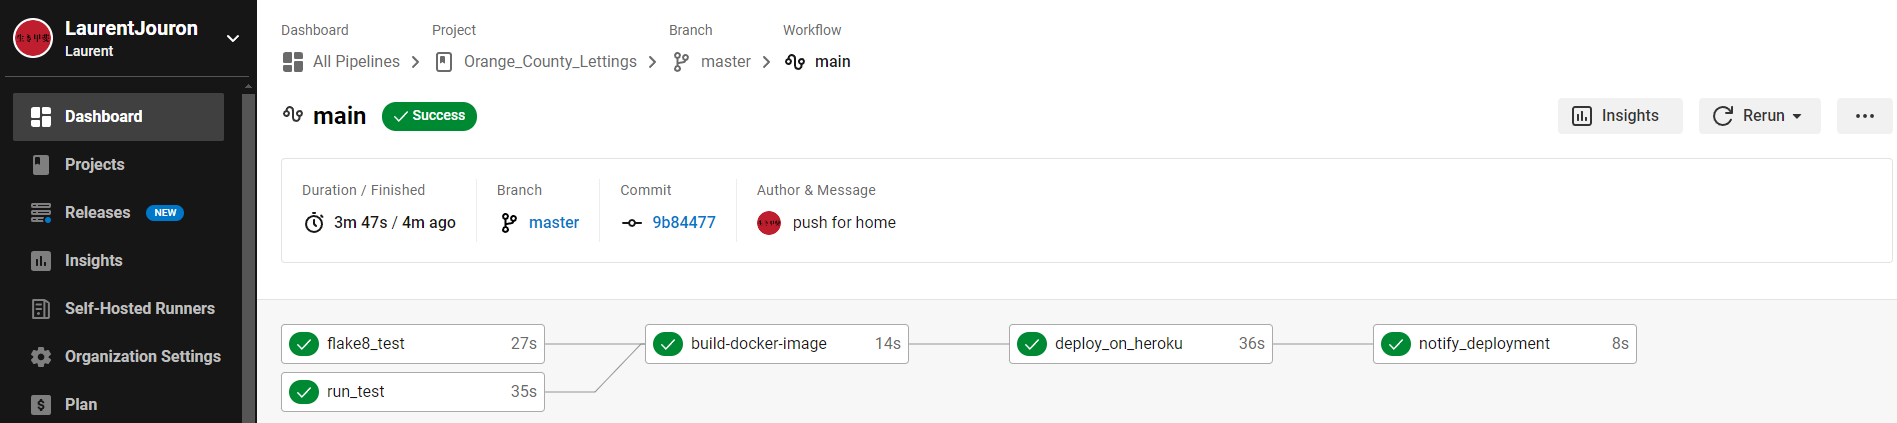 LaurentJouron
Laurent
Dashboard
Projects
Releases NEW
Insights
Self-Hosted Runners
Organization Settings
Plan
Dashboard Project Branch Workflow
All Pipelines Orange_County_Lettings master main
main Success Insights Rerun
Duration / Finished Branch Commit Author & Message
3m 47s / 4m ago master 9b84477 push for home
flake8_test 27s build-docker-image 14s deploy_on_heroku 36s notify_deployment 8s
run_test 35s